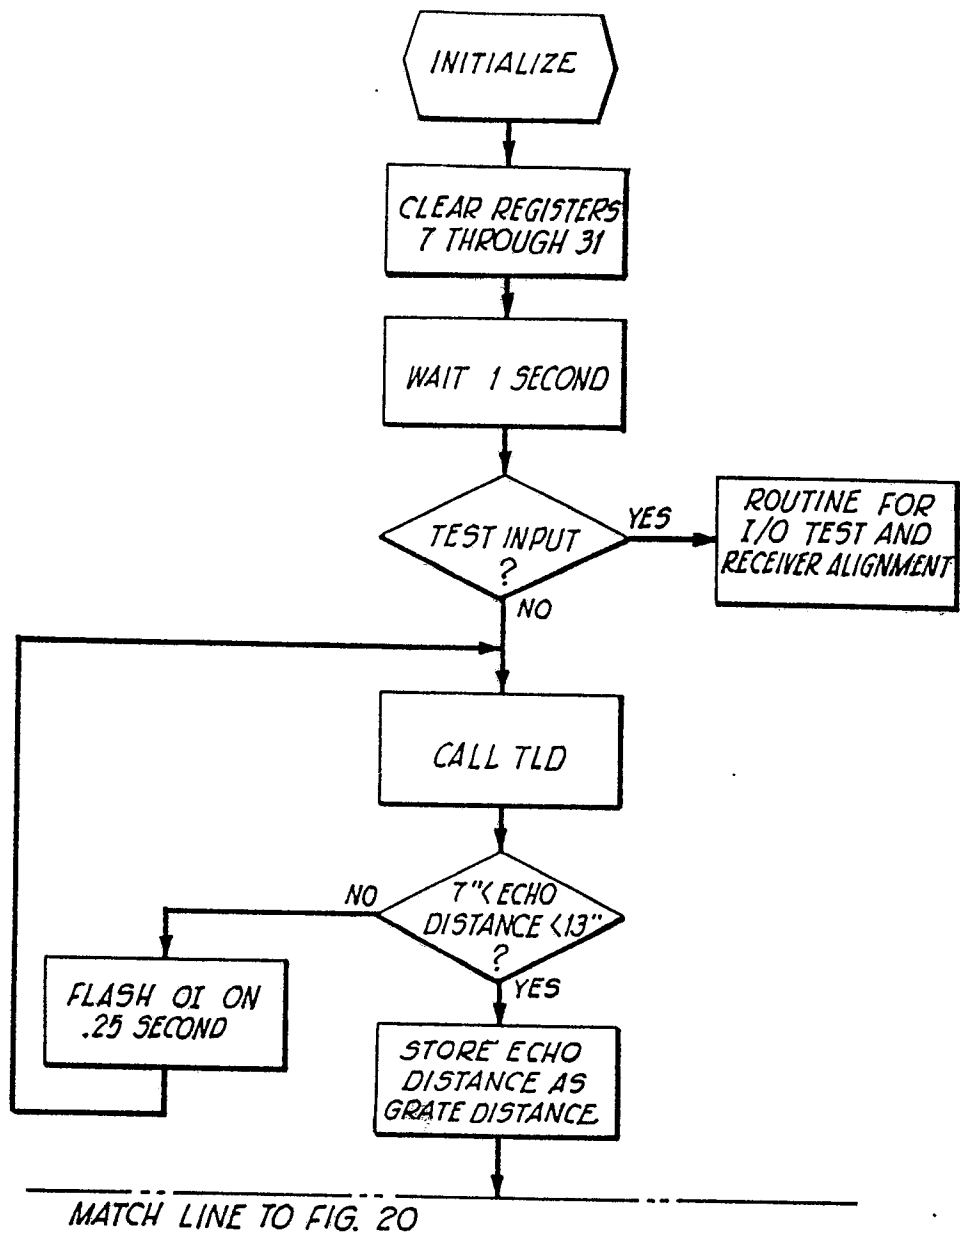 INITIALIZE
CLEAR REGISTERS
7 THROUGH 31
WAIT 1 SECOND
TEST INPUT
?
YES
ROUTINE FOR
I/O TEST AND
RECEIVER ALIGNMENT
NO
CALL TLD
7"< ECHO
DISTANCE <13"
?
NO
FLASH OI ON
.25 SECOND
YES
STORE ECHO
DISTANCE AS
GRATE DISTANCE
MATCH LINE TO FIG. 20